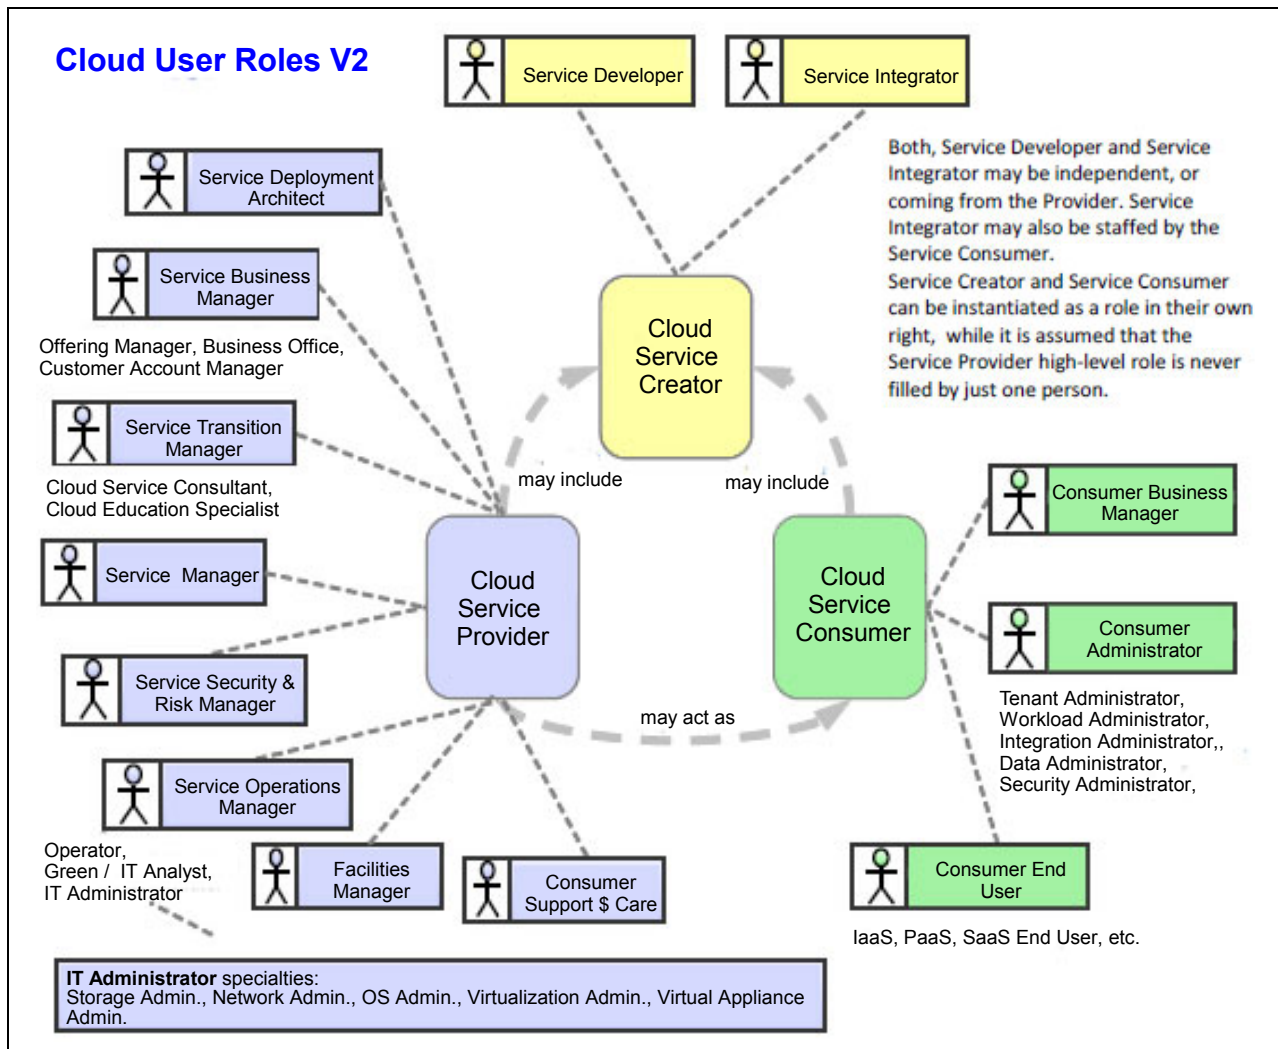 Cloud User Roles V2
Service Developer
Service Integrator
Both, Service Developer and Service
Integrator may be independent, or
coming from the Provider. Service
Integrator may also be staffed by the
Service Consumer.
Service Creator and Service Consumer
can be instantiated as a role in their own
right, while it is assumed that the
Service Provider high-level role is never
filled by just one person.
Service Deployment
Architect
Service Business
Manager
Offering Manager, Business Office,
Customer Account Manager
Service Transition
Manager
Cloud Service Consultant,
Cloud Education Specialist
Service Manager
Service Security &
Risk Manager
Service Operations
Manager
Operator,
Green / IT Analyst,
IT Administrator
Facilities
Manager
Consumer
Support $ Care
Cloud
Service
Creator
may include
may include
Cloud
Service
Provider
Cloud
Service
Consumer
may act as
Consumer Business
Manager
Consumer
Administrator
Tenant Administrator,
Workload Administrator,
Integration Administrator,,
Data Administrator,
Security Administrator,
Consumer End
User
IaaS, PaaS, SaaS End User, etc.
IT Administrator specialties:
Storage Admin., Network Admin., OS Admin., Virtualization Admin., Virtual Appliance
Admin.